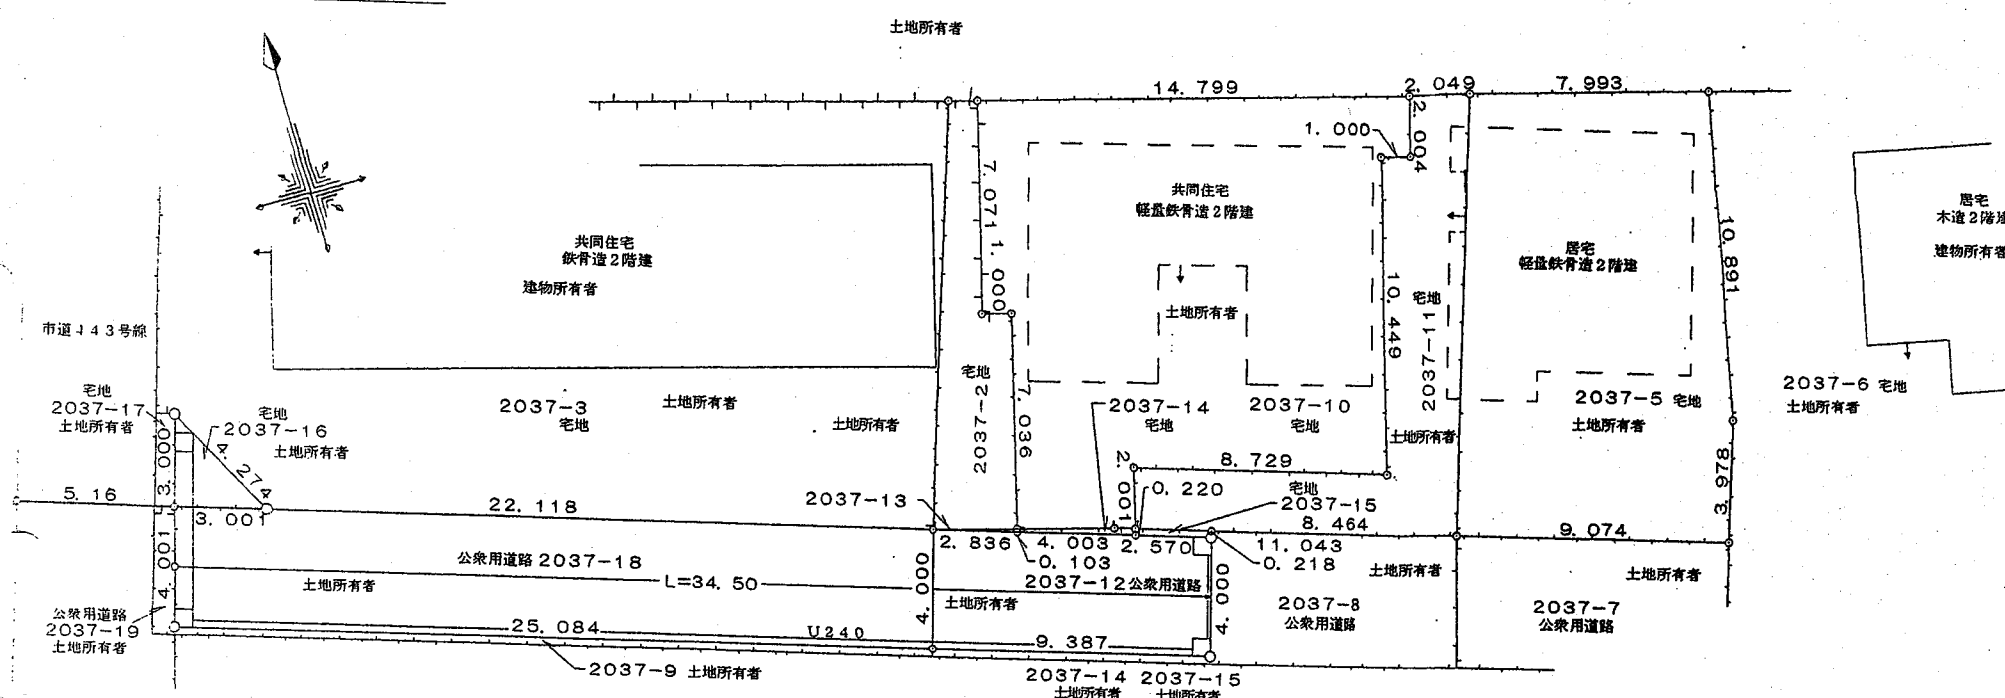 土地所有者
14.799
2.049
7.993
2.004
1.000
共同住宅
軽量鉄骨造2階建
土地所有者
7.071
1.000
居宅
軽量鉄骨造2階建
10.891
居宅
木造2階建
建物所有者
共同住宅
鉄骨造2階建
建物所有者
市道143号線
宅地
2037-17
土地所有者
宅地
2037-16
土地所有者
4.274
3.000
5.16
3.001
22.118
2037-3
宅地
土地所有者
土地所有者
宅地
2037-2
7.036
2037-13
2037-14
宅地
2037-10
宅地
10.449
宅地
2037-11
土地所有者
2037-5 宅地
土地所有者
2037-6 宅地
土地所有者
3.978
8.729
2.001
0.220
宅地
2037-15
8.464
9.074
2.836
4.003
2.570
11.043
0.103
0.218
4.001
公衆用道路 2037-18
土地所有者
L=34.50
4.000
2037-12 公衆用道路
土地所有者
4.000
土地所有者
2037-8
公衆用道路
土地所有者
2037-7
公衆用道路
公衆用道路
2037-19
土地所有者
25.084
U240
9.387
2037-9 土地所有者
2037-14 2037-15
土地所有者 土地所有者